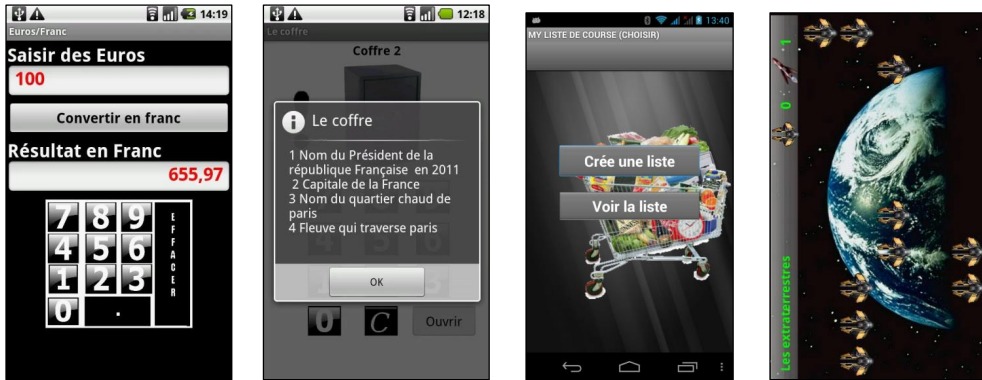 14:19
Euros/Franc
Saisir des Euros
100
Convertir en franc
Résultat en Franc
655,97
7 8 9
4 5 6
1 2 3
0 .
EFFACER
12:18
Le coffre
Coffre 2
Le coffre
1 Nom du Président de la
république Française en 2011
2 Capitale de la France
3 Nom du quartier chaud de
paris
4 Fleuve qui traverse paris
OK
0 C Ouvrir
13:40
MY LISTE DE COURSE (CHOISIR)
Crée une liste
Voir la liste
Les extraterrestres 0 1